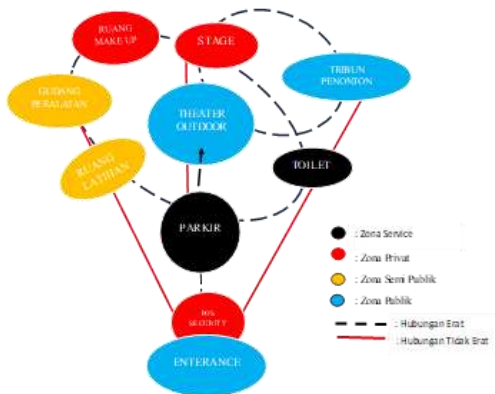 RUANG
MAKE UP
STAGE
TRIBUN
PENONTON
GUDANG
PERALATAN
THEATER
OUTDOOR
RUANG
LATIHAN
TOILET
PARKIR
POS
SECURITY
ENTERANCE
: Zona Service
: Zona Privat
: Zona Semi Publik
: Zona Publik
: Hubungan Erat
: Hubungan Tidak Erat